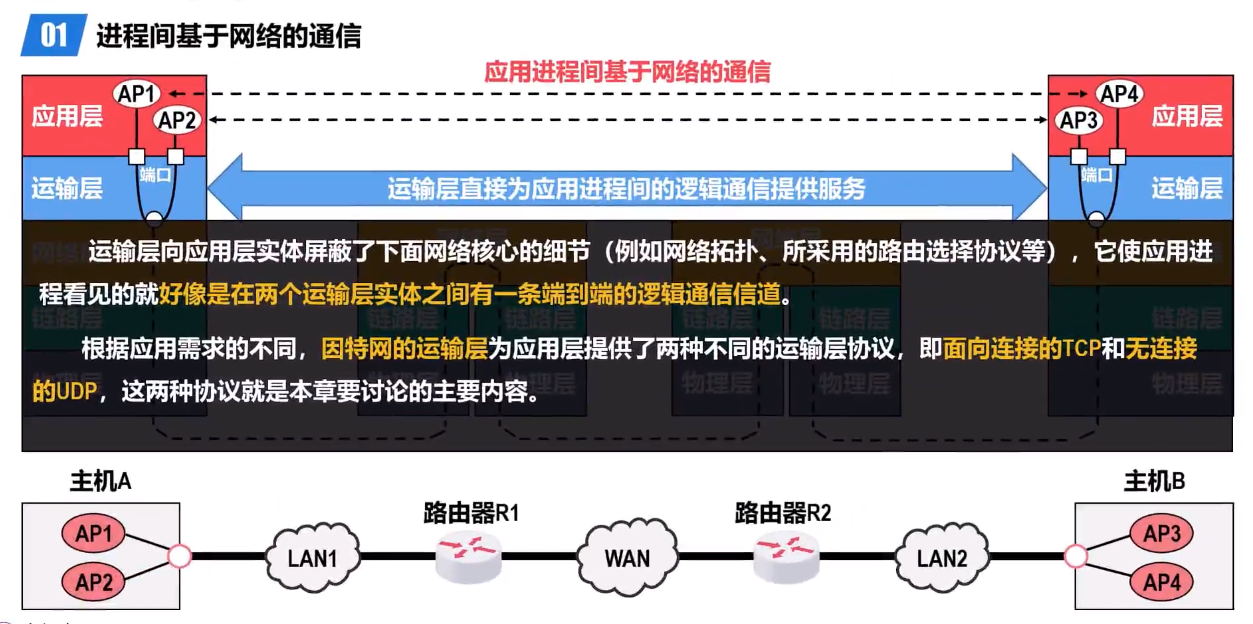 01 进程间基于网络的通信
应用进程间基于网络的通信
应用层 AP1 AP4 应用层
AP2 AP3
运输层 端口 运输层直接为应用进程间的逻辑通信提供服务 端口 运输层
运输层向应用层实体屏蔽了下面网络核心的细节（例如网络拓扑、所采用的路由选择协议等），它使应用进
程看见的就好像是在两个运输层实体之间有一条端到端的逻辑通信信道。
链路层 链路层 链路层 链路层 链路层 链路层
根据应用需求的不同，因特网的运输层为应用层提供了两种不同的运输层协议，即面向连接的TCP和无连接
的UDP，这两种协议就是本章要讨论的主要内容。
物理层 物理层 物理层 物理层 物理层
主机A 主机B
路由器R1 路由器R2
AP1 AP3
LAN1 WAN LAN2
AP2 AP4